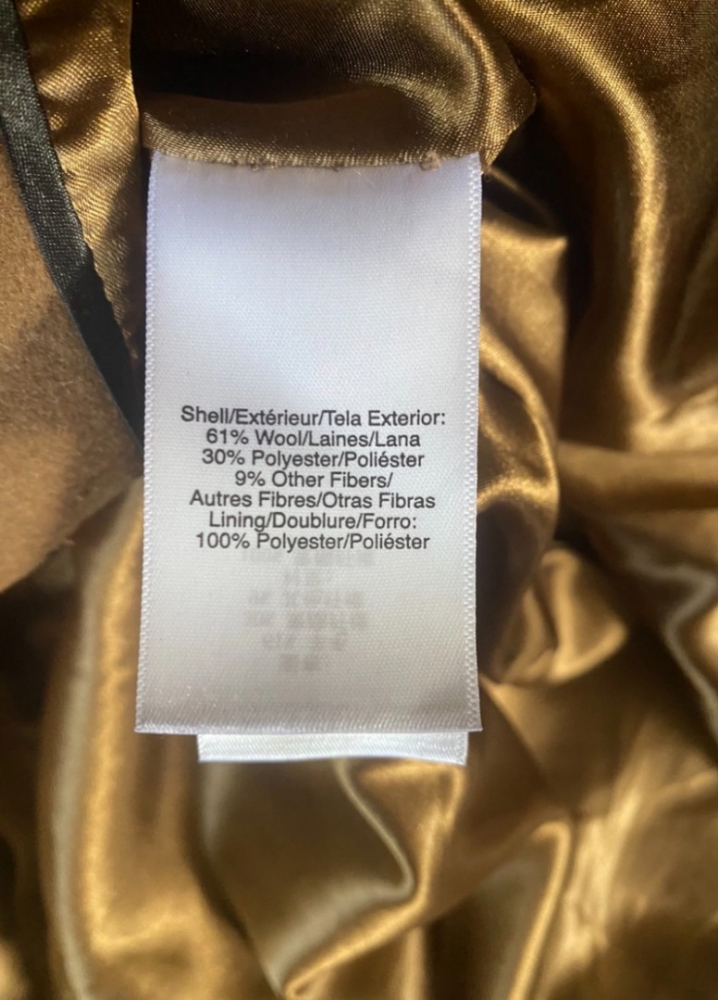 Shell/Extérieur/Tela Exterior:
61% Wool/Laines/Lana
30% Polyester/Poliéster
9% Other Fibers/
Autres Fibres/Otras Fibras
Lining/Doublure/Forro:
100% Polyester/Poliéster